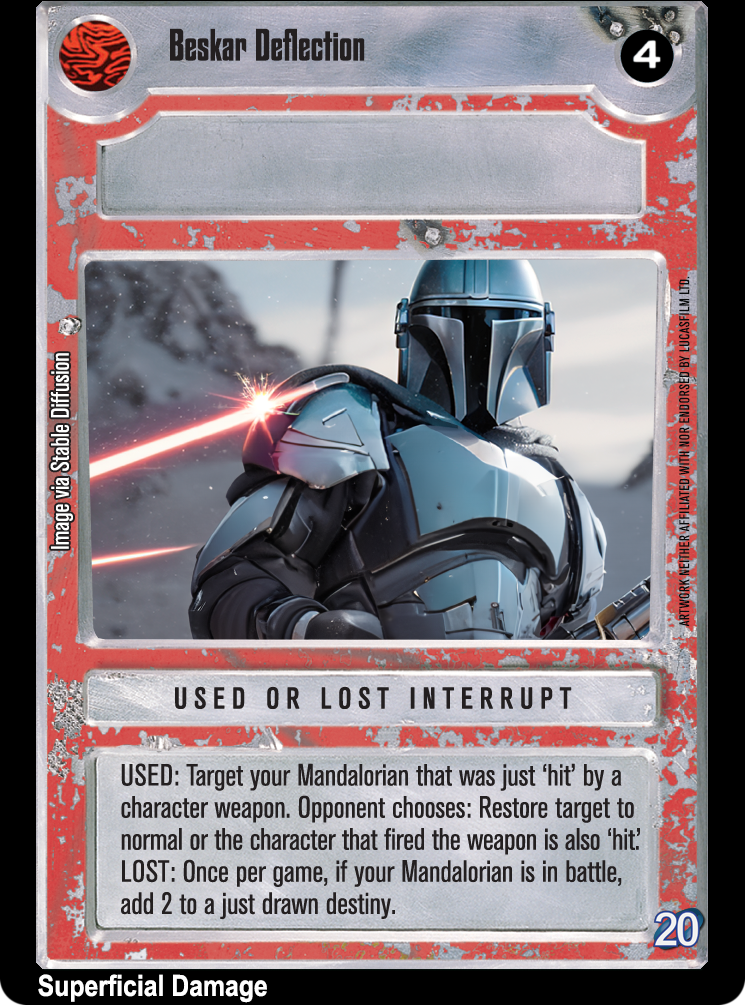 Beskar Deflection
4
Image via Stable Diffusion
ARTWORK NEITHER AFFILIATED WITH NOR ENDORSED BY LUCASFILM LTD.
USED OR LOST INTERRUPT
USED: Target your Mandalorian that was just ‘hit’ by a
character weapon. Opponent chooses: Restore target to
normal or the character that fired the weapon is also ‘hit.’
LOST: Once per game, if your Mandalorian is in battle,
add 2 to a just drawn destiny.
20
Superficial Damage